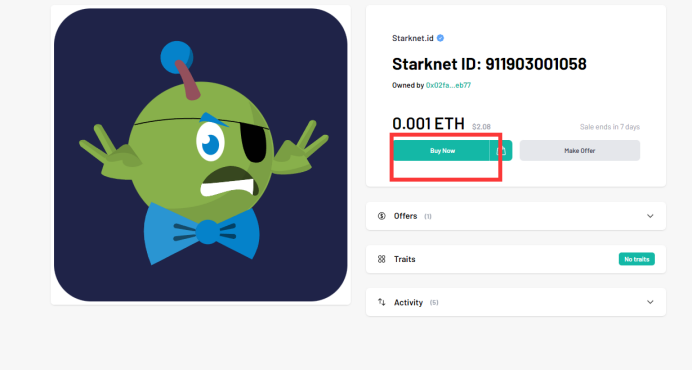 Starknet.id
Starknet ID: 911903001058
Owned by 0x02fa...eb77
0.001 ETH $2.08 Sale ends in 7 days
Buy Now Make Offer
Offers (1)
Traits No traits
Activity (5)